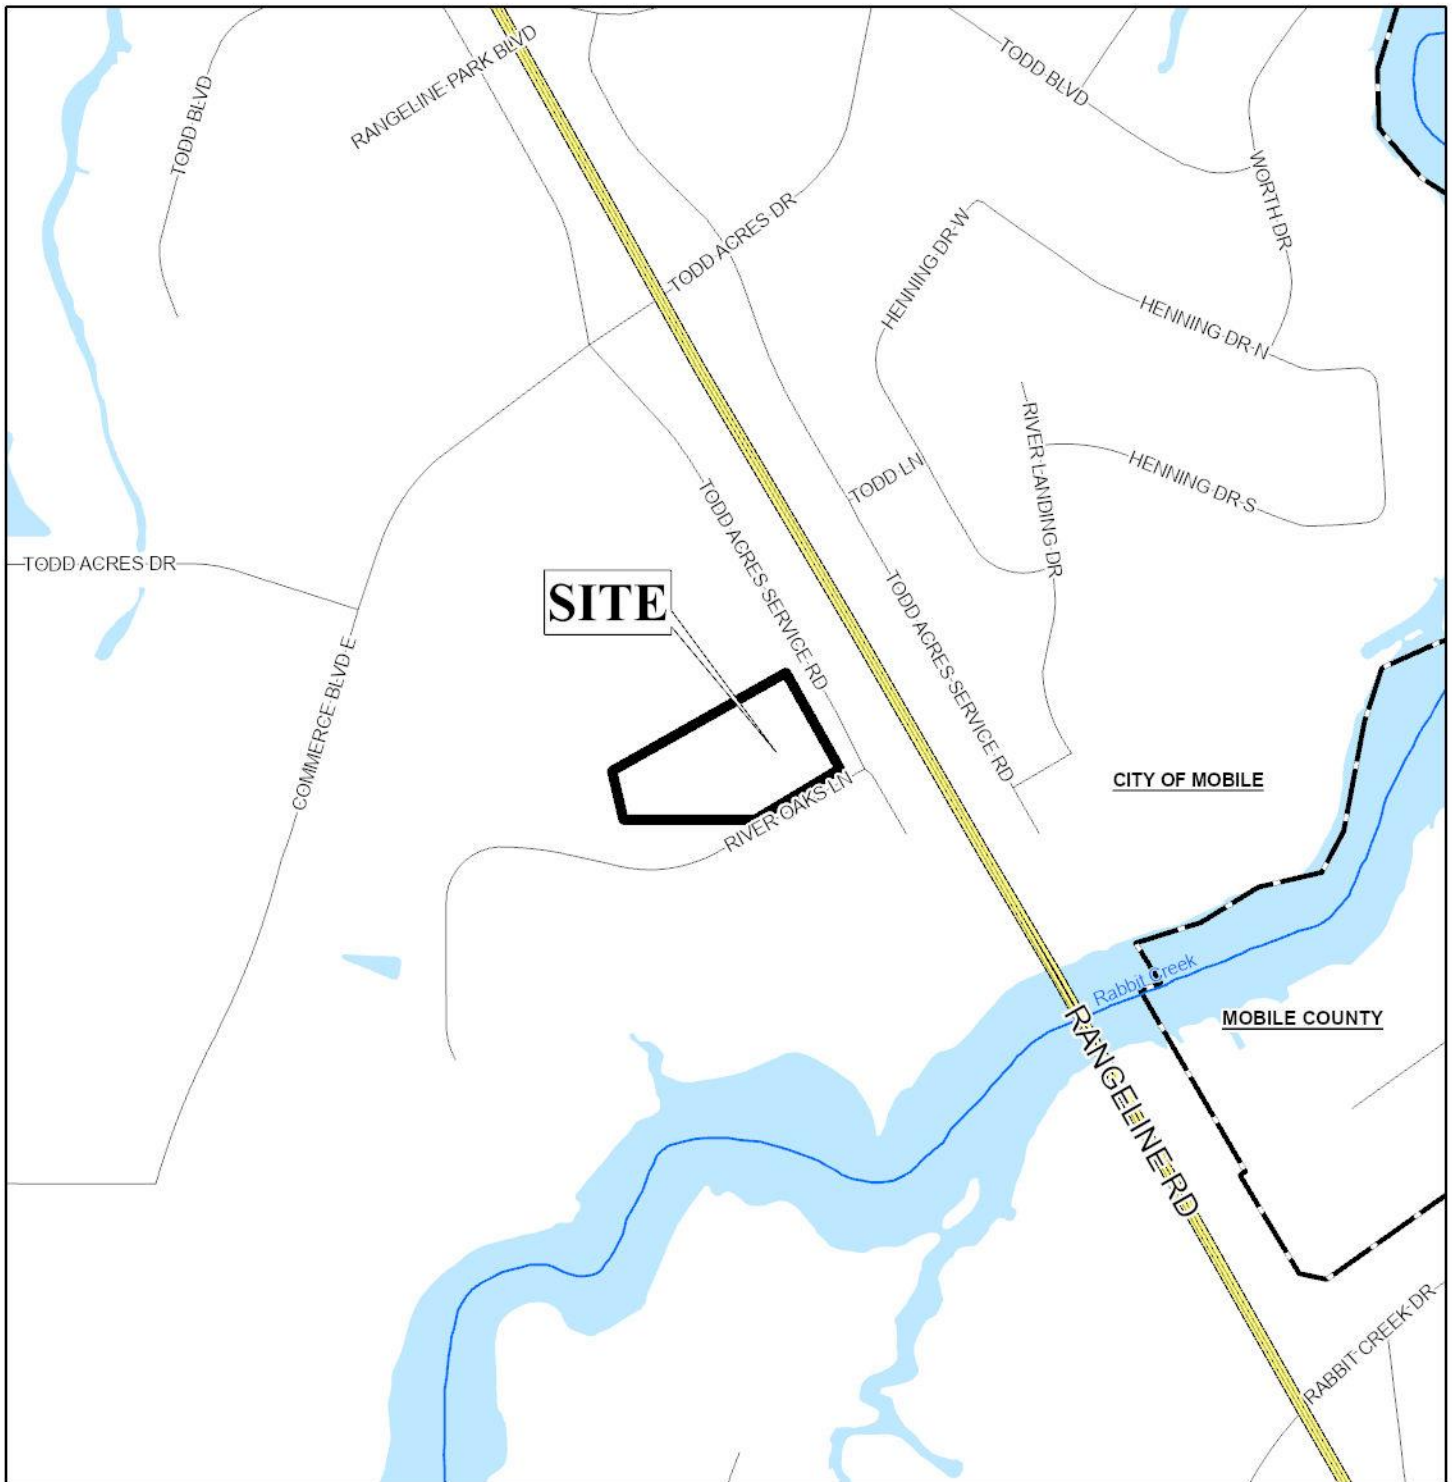 RANGELINE PARK BLVD
TODD BLVD
TODD BLVD
WORTH DR
TODD ACRES DR
HENNING DR W
HENNING DR N
RIVER LANDING DR
TODD LN
HENNING DR S
TODD ACRES SERVICE RD
TODD ACRES DR
TODD ACRES SERVICE RD
SITE
COMMERCE BLVD E
CITY OF MOBILE
RIVER OAKS LN
Rabbit Creek
MOBILE COUNTY
RANGELINE RD
RABBIT CREEK DR